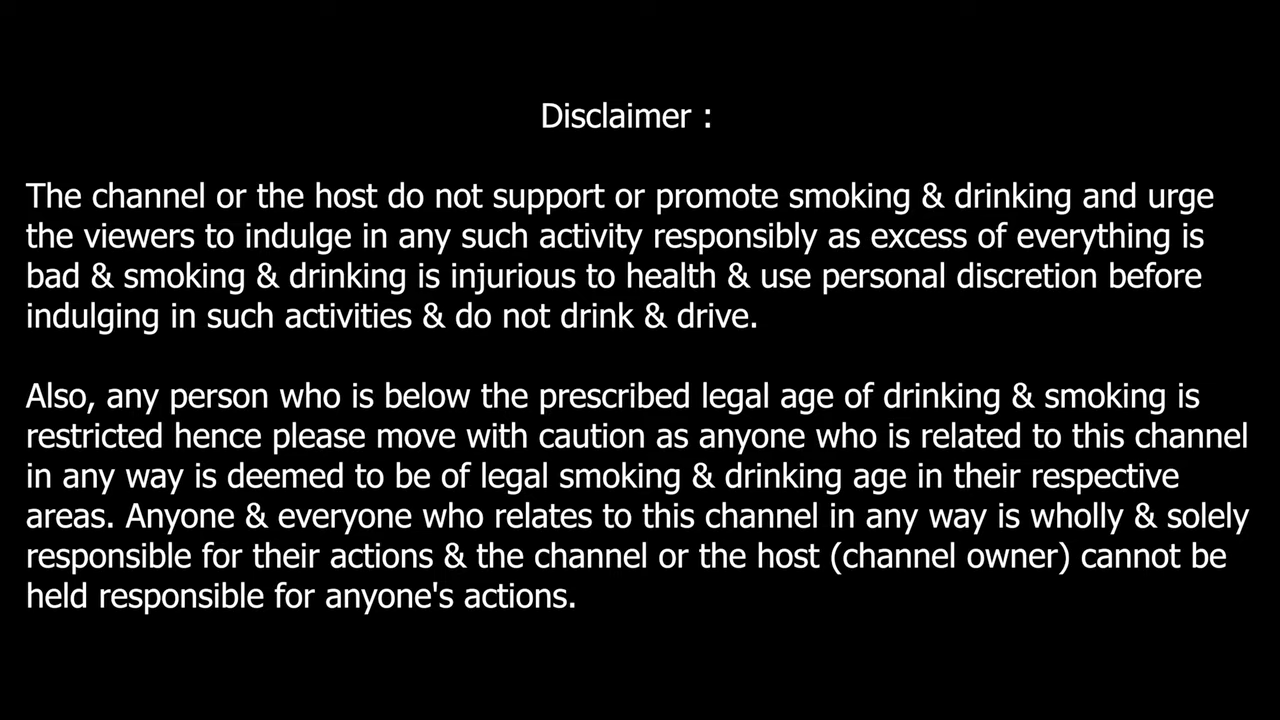 Disclaimer :
The channel or the host do not support or promote smoking & drinking and urge
the viewers to indulge in any such activity responsibly as excess of everything is
bad & smoking & drinking is injurious to health & use personal discretion before
indulging in such activities & do not drink & drive.
Also, any person who is below the prescribed legal age of drinking & smoking is
restricted hence please move with caution as anyone who is related to this channel
in any way is deemed to be of legal smoking & drinking age in their respective
areas. Anyone & everyone who relates to this channel in any way is wholly & solely
responsible for their actions & the channel or the host (channel owner) cannot be
held responsible for anyone's actions.